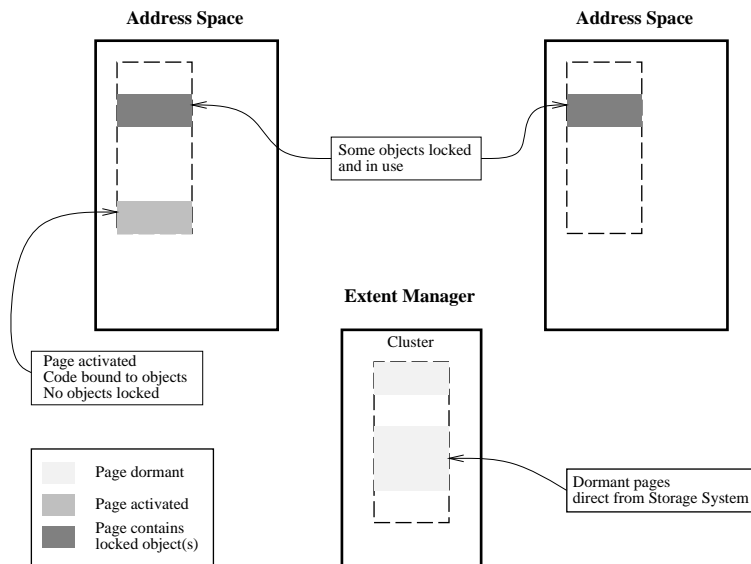 Address Space
Address Space
Some objects locked
and in use
Extent Manager
Cluster
Page activated
Code bound to objects
No objects locked
Page dormant
Page activated
Page contains
locked object(s)
Dormant pages
direct from Storage System